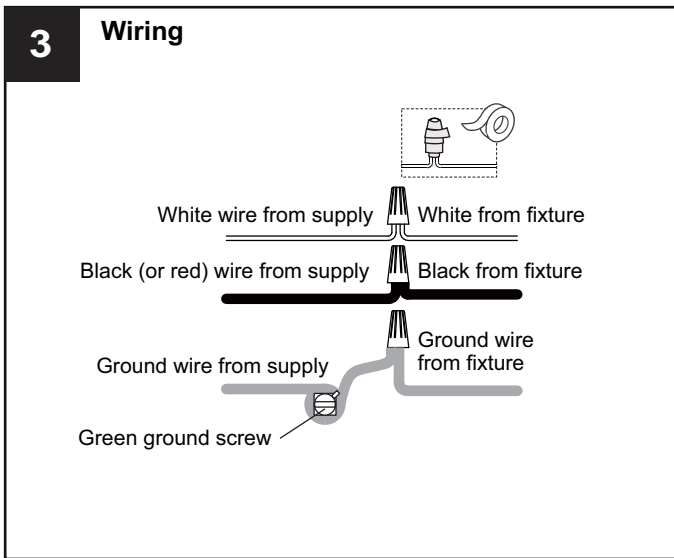 3
Wiring
White wire from supply
White from fixture
Black (or red) wire from supply
Black from fixture
Ground wire
from fixture
Ground wire from supply
Green ground screw